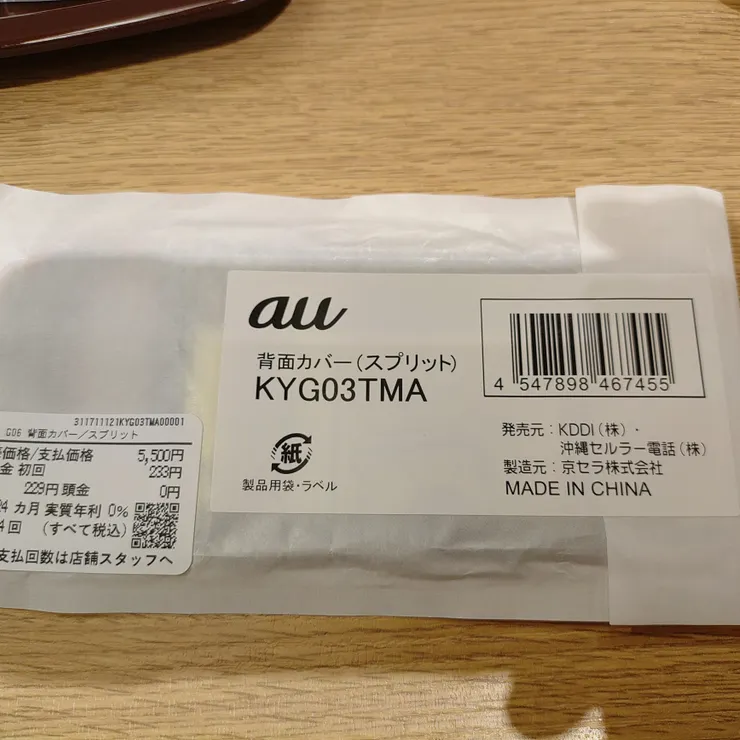 au
背面カバー(スプリット)
KYG03TMA
紙
製品用袋・ラベル
4 547898 467455
発売元:KDDI(株)・
沖縄セルラー電話(株)
製造元:京セラ株式会社
MADE IN CHINA
311711121KYG03TMA00001
G06 背面カバー/スプリット
価格/支払価格 5,500円
金 初回 233円
229円 頭金 0円
24 カ月 実質年利 0%
4回 (すべて税込)
支払回数は店舗スタッフへ